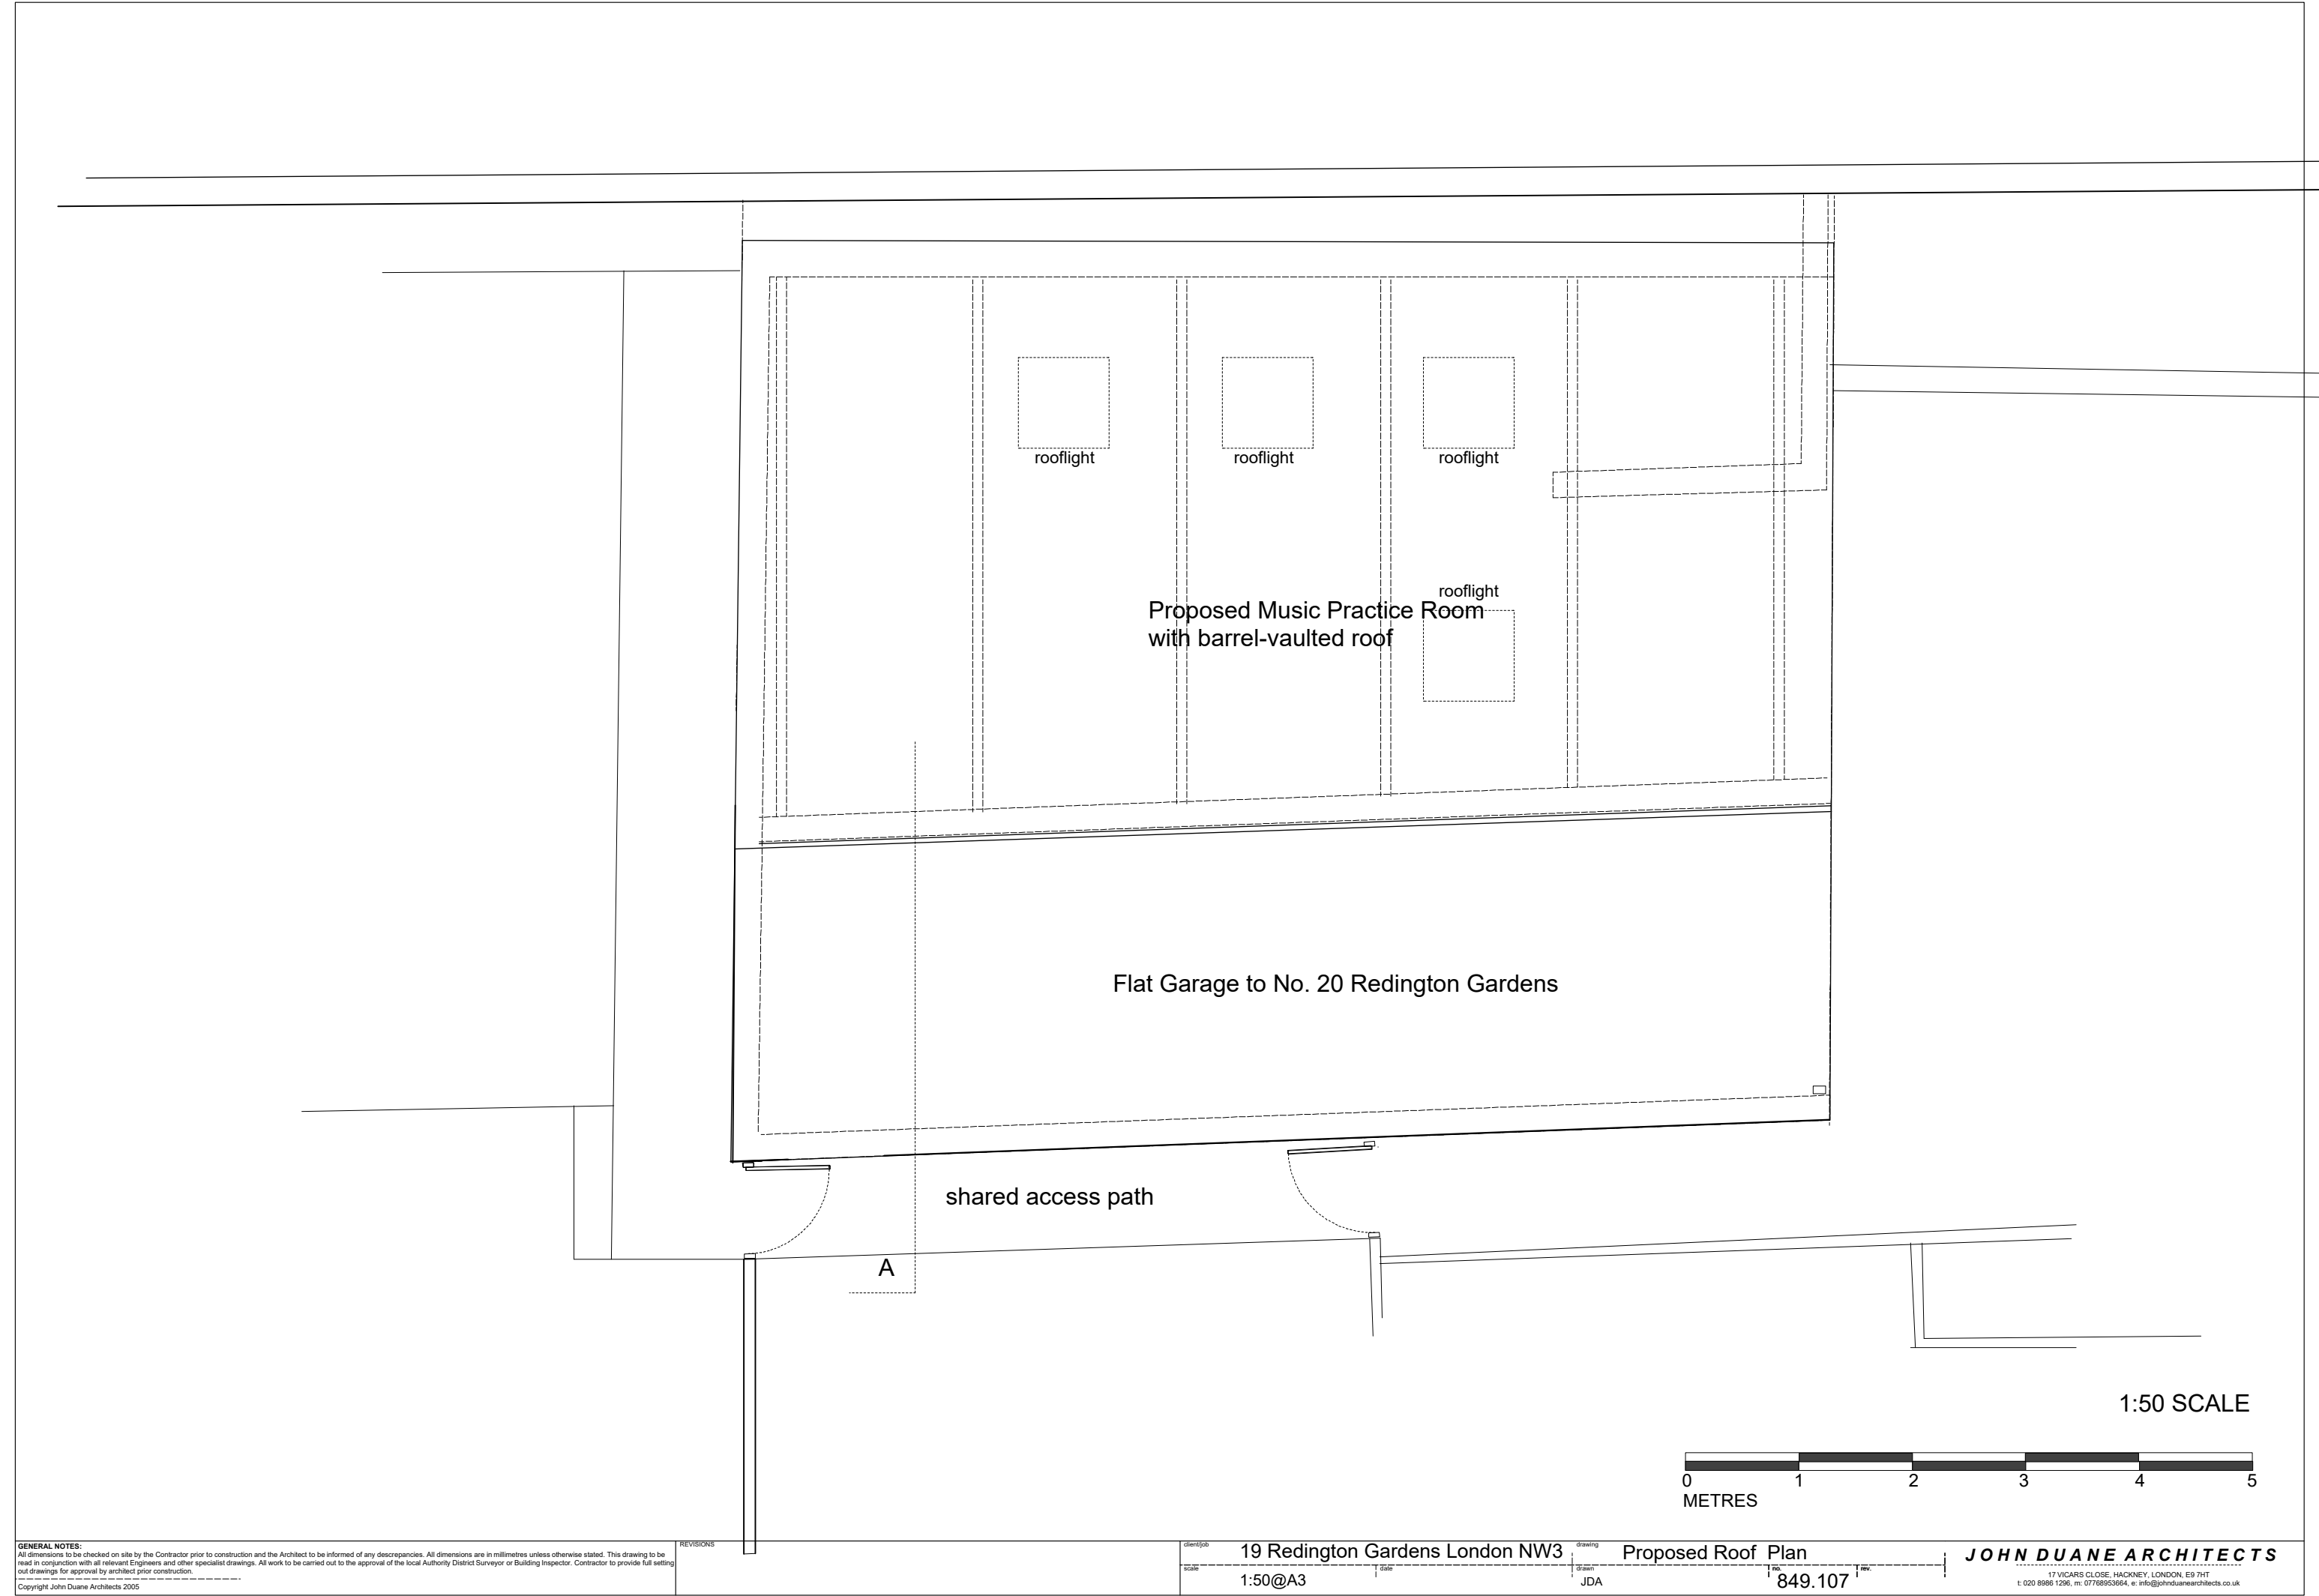 rooflight
rooflight
rooflight
rooflight
Proposed Music Practice Room
with barrel-vaulted roof
Flat Garage to No. 20 Redington Gardens
shared access path
A
1:50 SCALE
0 1 2 3 4 5
METRES
GENERAL NOTES:
All dimensions to be checked on site by the Contractor prior to construction and the Architect to be informed of any descrepancies. All dimensions are in millimetres unless otherwise stated. This drawing to be
read in conjunction with all relevant Engineers and other specialist drawings. All work to be carried out to the approval of the local Authority District Surveyor or Building Inspector. Contractor to provide full setting
out drawings for approval by architect prior construction.
Copyright John Duane Architects 2005
REVISIONS
client/job
19 Redington Gardens London NW3
drawing
Proposed Roof Plan
scale
1:50@A3
date
drawn
JDA
no.
849.107
rev.
JOHN DUANE ARCHITECTS
17 VICARS CLOSE, HACKNEY, LONDON, E9 7HT
t: 020 8986 1296, m: 07768953664, e: info@johnduanearchitects.co.uk